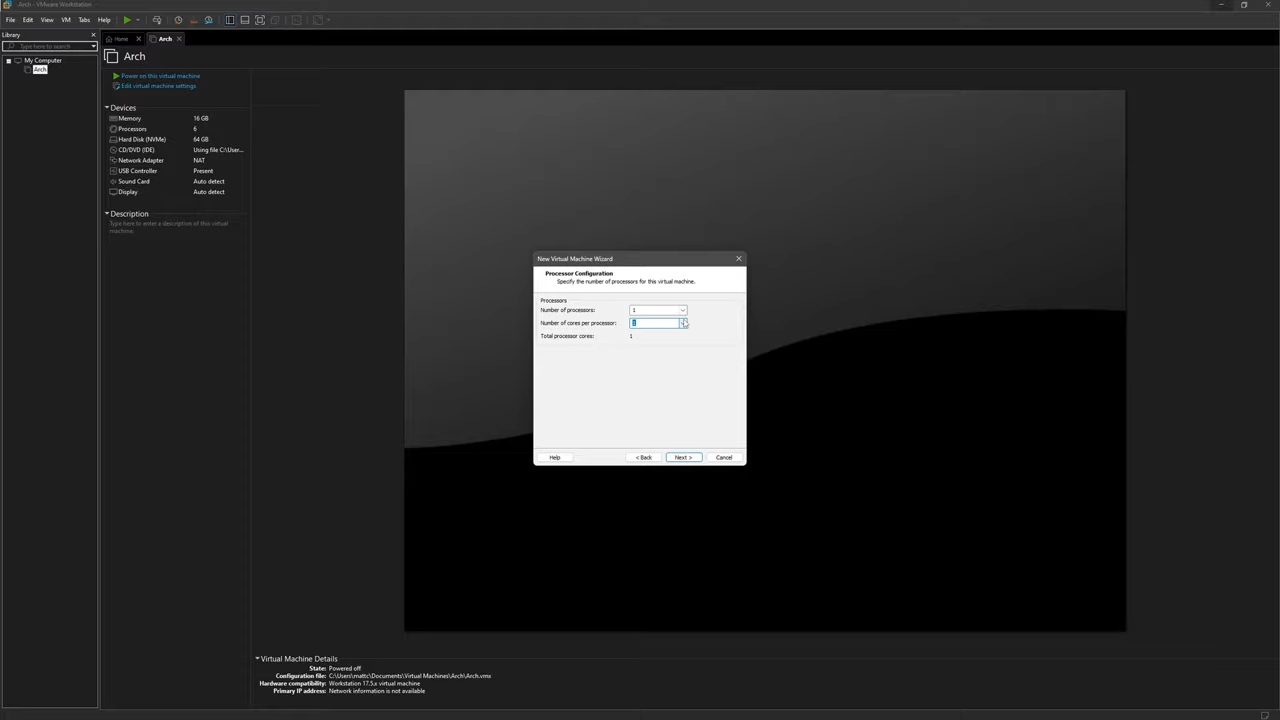 Arch - VMware Workstation
File Edit View VM Tabs Help
Library
Type here to search
My Computer
Arch
Home
Arch
Arch
Power on this virtual machine
Edit virtual machine settings
Devices
Memory 16 GB
Processors 6
Hard Disk (NVMe) 64 GB
CD/DVD (IDE) Using file C:\User...
Network Adapter NAT
USB Controller Present
Sound Card Auto detect
Display Auto detect
Description
Type here to enter a description of this virtual
machine.
New Virtual Machine Wizard
Processor Configuration
Specify the number of processors for this virtual machine.
Processors
Number of processors: 1
Number of cores per processor: 1
Total processor cores: 1
Help < Back Next > Cancel
Virtual Machine Details
State: Powered off
Configuration file: C:\Users\mattc\Documents\Virtual Machines\Arch\Arch.vmx
Hardware compatibility: Workstation 17.5.x virtual machine
Primary IP address: Network information is not available